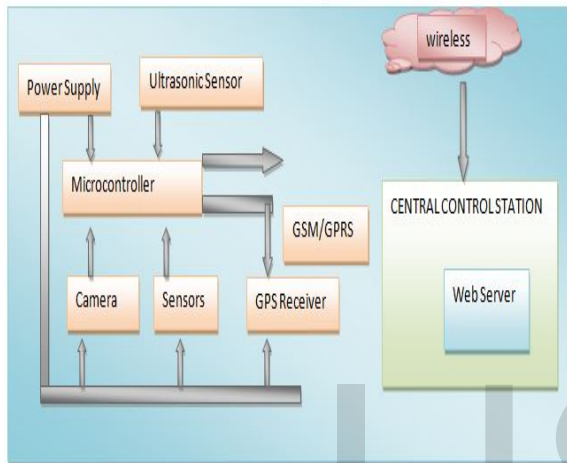 wireless
Power Supply
Ultrasonic Sensor
Microcontroller
CENTRAL CONTROL STATION
GSM/GPRS
Web Server
Camera
Sensors
GPS Receiver